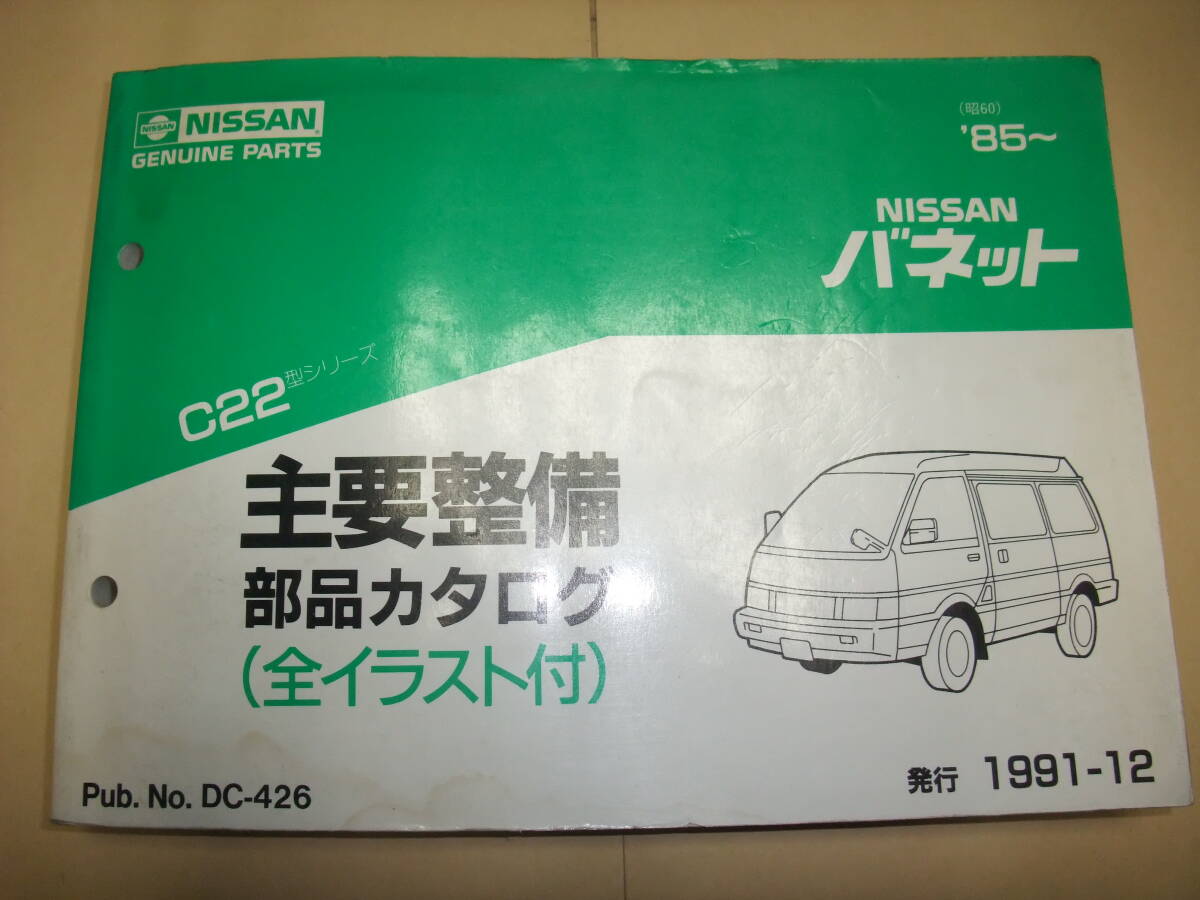 NISSAN NISSAN
GENUINE PARTS
(昭60)
'85~
NISSAN
バネット
C22型シリーズ
主要整備
部品カタログ
(全イラスト付)
Pub. No. DC-426
発行 1991-12